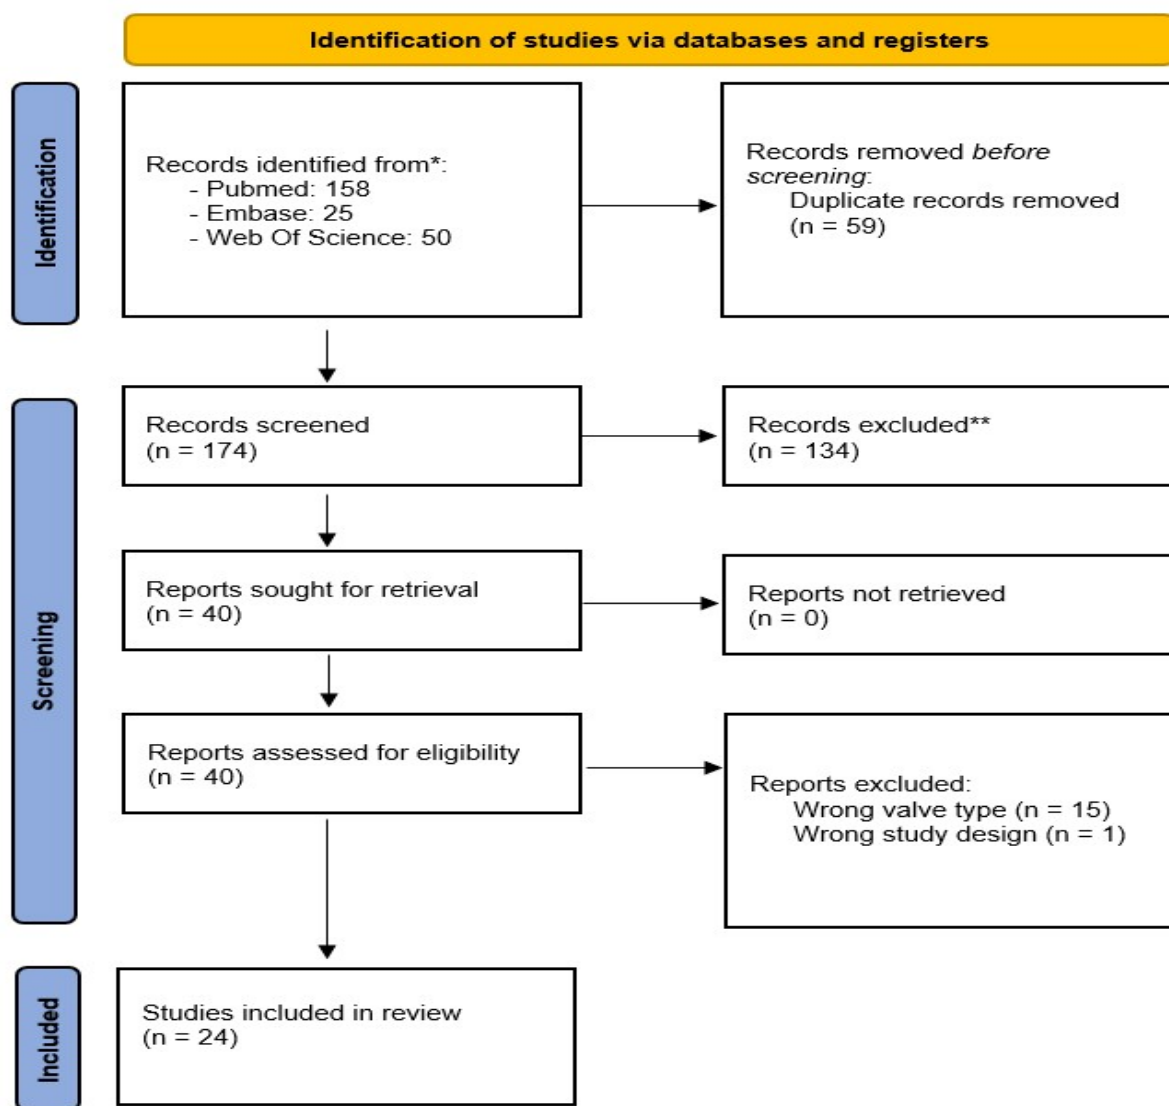 Identification of studies via databases and registers
Identification
Records identified from*:
- Pubmed: 158
- Embase: 25
- Web Of Science: 50
Records removed before
screening:
Duplicate records removed
(n = 59)
Screening
Records screened
(n = 174)
Records excluded**
(n = 134)
Reports sought for retrieval
(n = 40)
Reports not retrieved
(n = 0)
Reports assessed for eligibility
(n = 40)
Reports excluded:
Wrong valve type (n = 15)
Wrong study design (n = 1)
Included
Studies included in review
(n = 24)